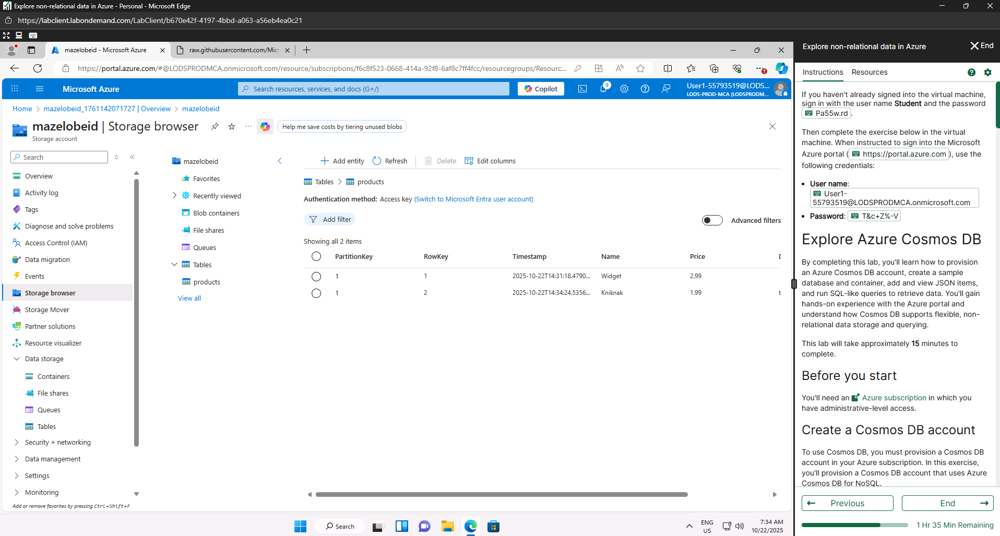 Explore non-relational data in Azure - Personal - Microsoft Edge
https://labclient.labondemand.com/LabClient/b670e42f-4197-4bbd-a063-a56eb4ea0c21
mazelobeid - Microsoft Azure
raw.githubusercontent.com/Micr
https://portal.azure.com/#@LODSPRODMCA.onmicrosoft.com/resource/subscriptions/f6c8f523-0668-414a-92f8-6af8c7ff4fcc/resourcegroups/Resourc...
Microsoft Azure
Search resources, services, and docs (G+/)
Copilot
9
User1-55793519@LODS...
LODS-PROD-MCA (LODSPRODM...
Home > mazelobeid_1761142071727 | Overview > mazelobeid
mazelobeid | Storage browser
Storage account
Help me save costs by tiering unused blobs
Search
Overview
Activity log
Tags
Diagnose and solve problems
Access Control (IAM)
Data migration
Events
Storage browser
Storage Mover
Partner solutions
Resource visualizer
Data storage
Containers
File shares
Queues
Tables
Security + networking
Data management
Settings
Monitoring
Add or remove favorites by pressing Ctrl+Shift+F
mazelobeid
Favorites
Recently viewed
Blob containers
File shares
Queues
Tables
products
View all
Add entity Refresh Delete Edit columns
Tables > products
Authentication method: Access key (Switch to Microsoft Entra user account)
Add filter
Advanced filters
Showing all 2 items
PartitionKey RowKey Timestamp Name Price
1 1 2025-10-22T14:31:18.4790... Widget 2.99
1 2 2025-10-22T14:34:24.5356... Kniknak 1.99 t
Search
ENG
US
7:34 AM
10/22/2025
Explore non-relational data in Azure
End
Instructions Resources
If you haven't already signed into the virtual machine,
sign in with the user name Student and the password
Pa55w.rd.
Then complete the exercise below in the virtual
machine. When instructed to sign into the Microsoft
Azure portal (https://portal.azure.com), use the
following credentials:
• User name:
User1-
55793519@LODSPRODMCA.onmicrosoft.com
• Password: T&c+Z%-V
Explore Azure Cosmos DB
By completing this lab, you'll learn how to provision
an Azure Cosmos DB account, create a sample
database and container, add and view JSON items,
and run SQL-like queries to retrieve data. You'll gain
hands-on experience with the Azure portal and
understand how Cosmos DB supports flexible, non-
relational data storage and querying.
This lab will take approximately 15 minutes to
complete.
Before you start
You'll need an Azure subscription in which you
have administrative-level access.
Create a Cosmos DB account
To use Cosmos DB, you must provision a Cosmos DB
account in your Azure subscription. In this exercise,
you'll provision a Cosmos DB account that uses Azure
Cosmos DB for NoSQL.
Previous
End
1 Hr 35 Min Remaining